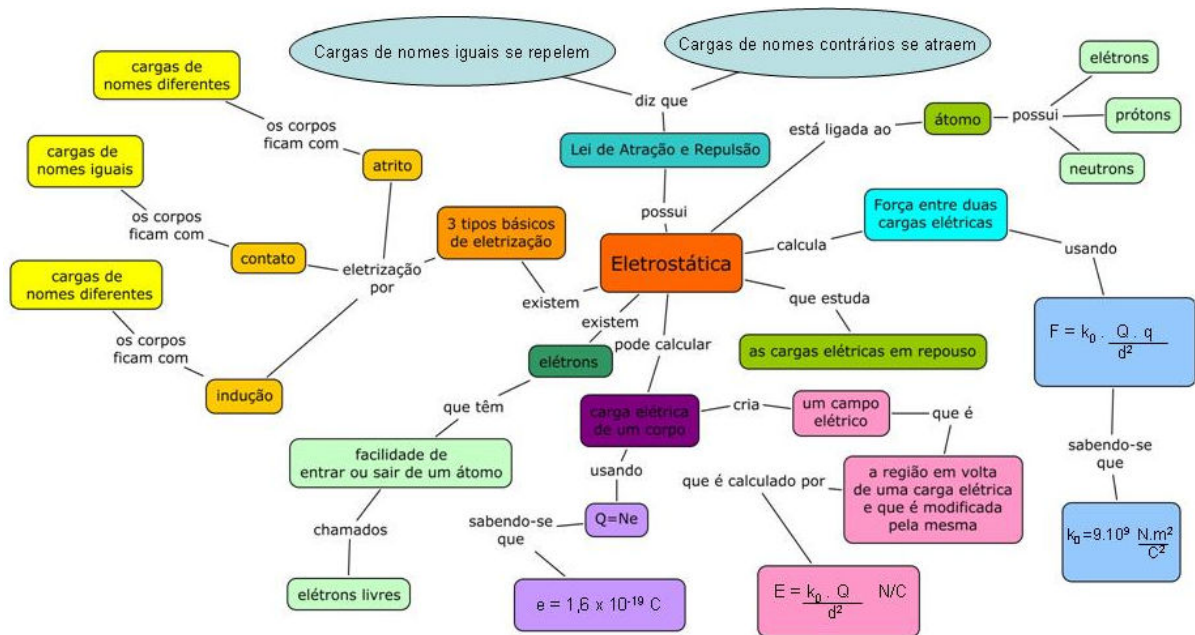 Cargas de nomes iguais se repelem
Cargas de nomes contrários se atraem
diz que
Lei de Atração e Repulsão
possui
Eletrostática
está ligada ao
átomo
possui
elétrons
prótons
neutrons
calcula
Força entre duas
cargas elétricas
usando
F = k₀ . Q . q
d²
sabendo-se
que
k₀=9.10⁹ N.m²
C²
que estuda
as cargas elétricas em repouso
existem
3 tipos básicos
de eletrização
eletrização
por
atrito
os corpos
ficam com
cargas de
nomes diferentes
contato
os corpos
ficam com
cargas de
nomes iguais
indução
os corpos
ficam com
cargas de
nomes diferentes
existem
elétrons
que têm
facilidade de
entrar ou sair de um átomo
chamados
elétrons livres
pode calcular
carga elétrica
de um corpo
usando
Q=Ne
sabendo-se
que
e = 1,6 x 10⁻¹⁹ C
cria
um campo
elétrico
que é
a região em volta
de uma carga elétrica
e que é modificada
pela mesma
que é calculado por
E = k₀ . Q N/C
d²